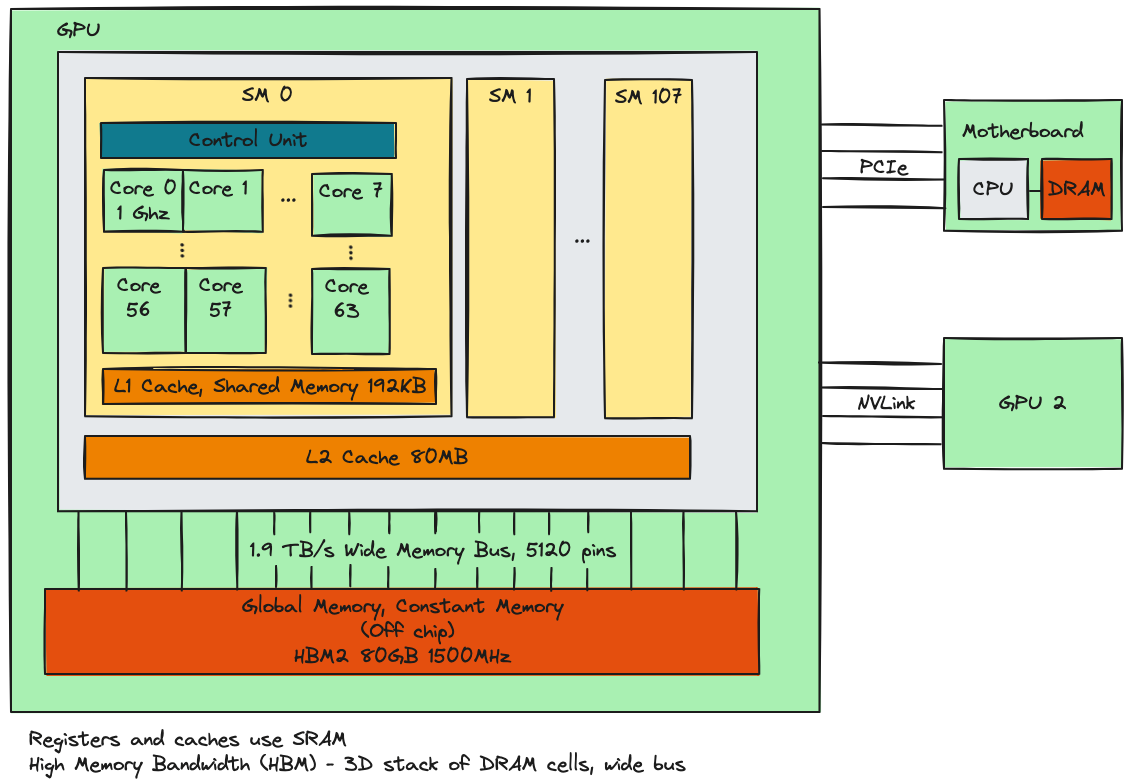 GPU
SM 0
SM 1
SM 107
Control Unit
Core 0
1 Ghz
Core 1
...
Core 7
...
...
...
Core
56
Core
57
...
Core
63
L1 Cache, Shared Memory 192KB
L2 Cache 80MB
1.9 TB/s Wide Memory Bus, 5120 pins
Global Memory, Constant Memory
(Off chip)
HBM2 80GB 1500MHz
PCIe
Motherboard
CPU
DRAM
NVLink
GPU 2
Registers and caches use SRAM
High Memory Bandwidth (HBM) - 3D stack of DRAM cells, wide bus